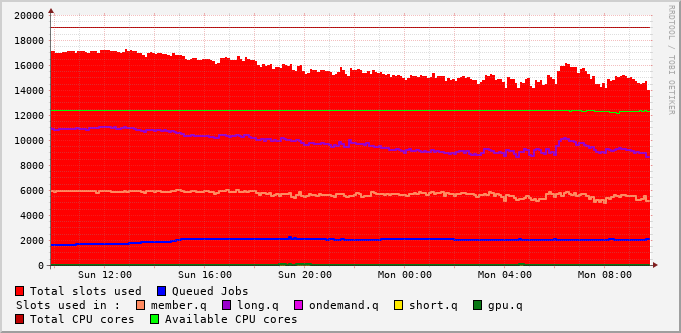 20000
18000
16000
14000
12000
10000
8000
6000
4000
2000
0
Sun 12:00 Sun 16:00 Sun 20:00 Mon 00:00 Mon 04:00 Mon 08:00
RRDTOOL / TOBI OETIKER
Total slots used Queued Jobs
Slots used in : member.q long.q ondemand.q short.q gpu.q
Total CPU cores Available CPU cores